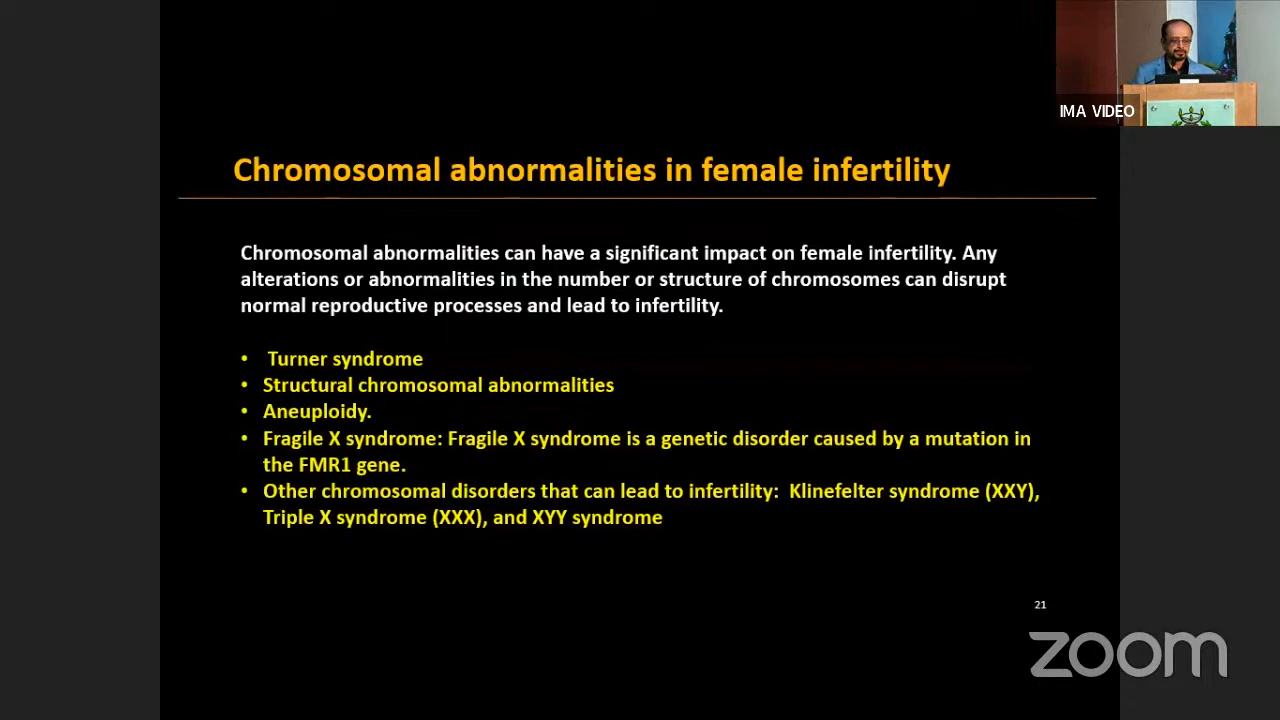 IMA VIDEO
Chromosomal abnormalities in female infertility
Chromosomal abnormalities can have a significant impact on female infertility. Any
alterations or abnormalities in the number or structure of chromosomes can disrupt
normal reproductive processes and lead to infertility.
• Turner syndrome
• Structural chromosomal abnormalities
• Aneuploidy.
• Fragile X syndrome: Fragile X syndrome is a genetic disorder caused by a mutation in
the FMR1 gene.
• Other chromosomal disorders that can lead to infertility: Klinefelter syndrome (XXY),
Triple X syndrome (XXX), and XYY syndrome
21
zoom